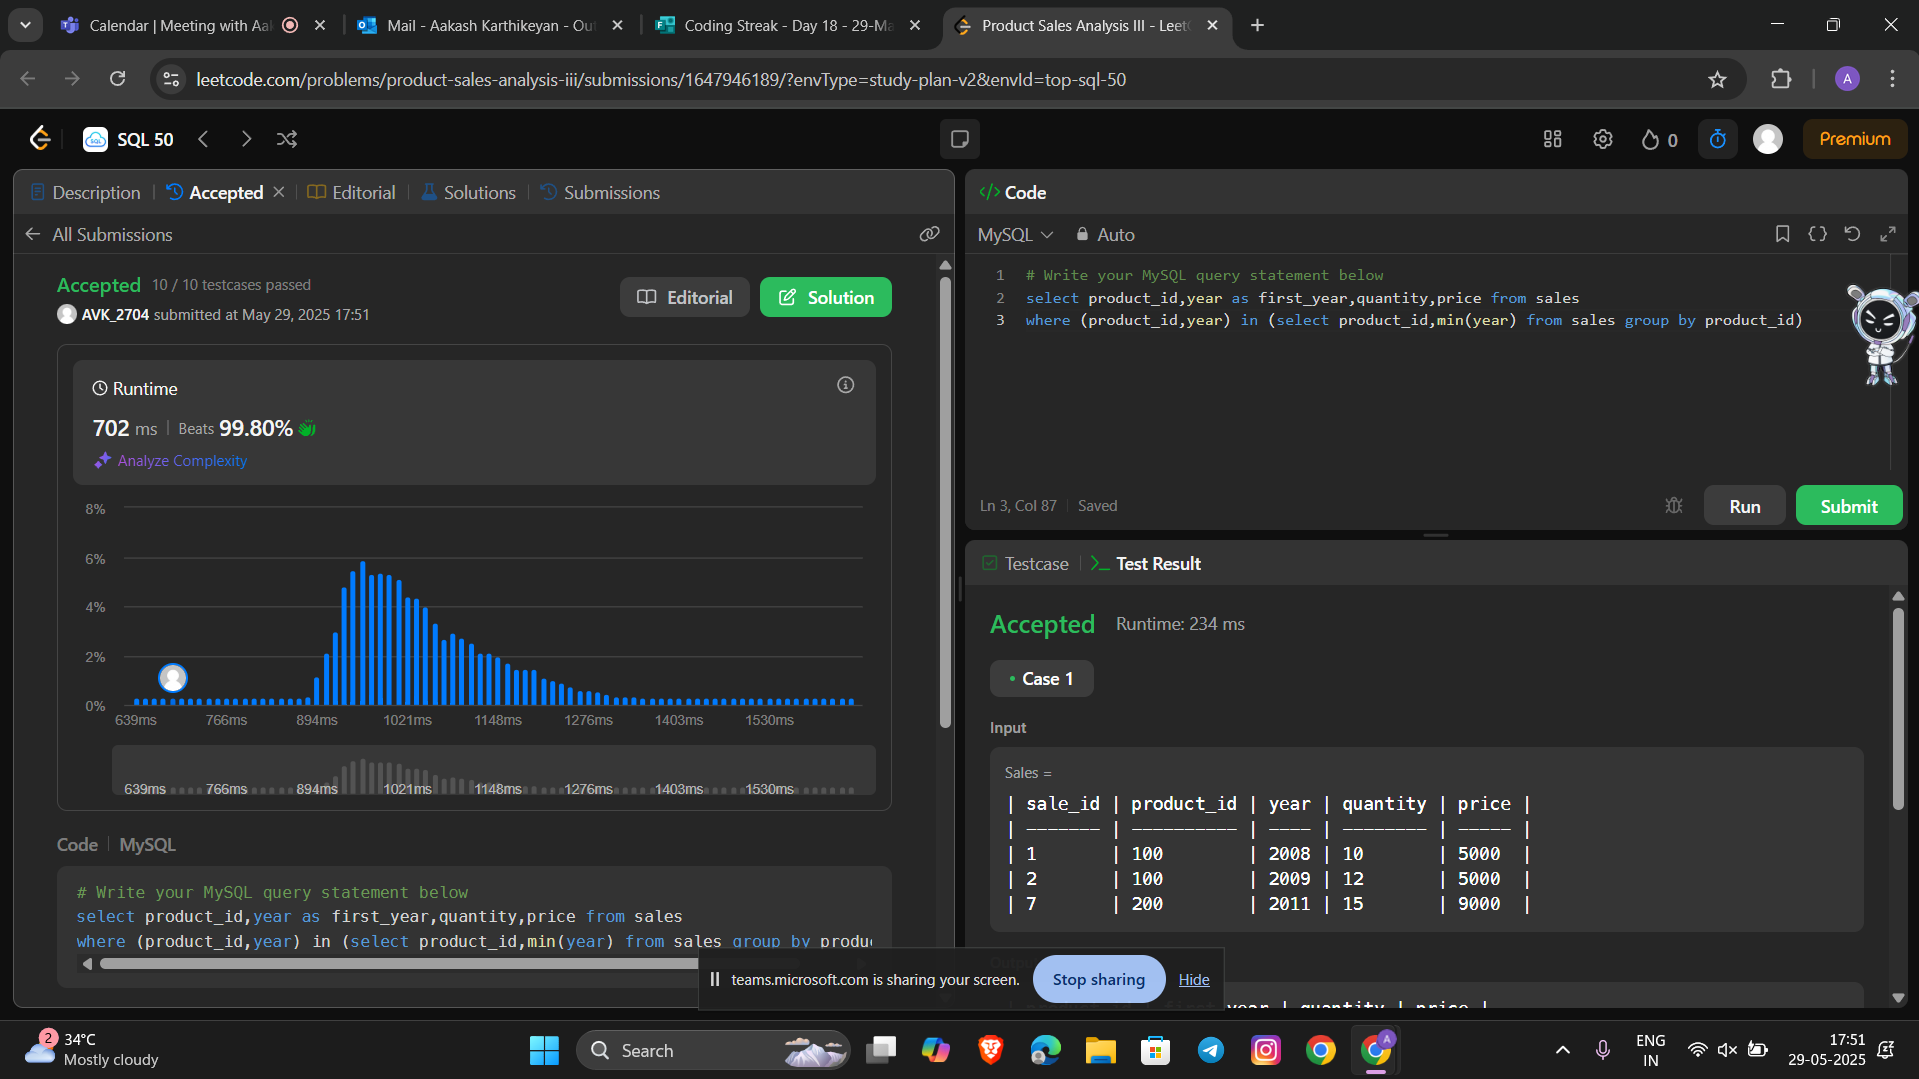 Calendar | Meeting with Aak
Mail - Aakash Karthikeyan - Out
Coding Streak - Day 18 - 29-Ma
Product Sales Analysis III - LeetC
leetcode.com/problems/product-sales-analysis-iii/submissions/1647946189/?envType=study-plan-v2&envId=top-sql-50
A
SQL 50
0
Premium
Description
Accepted
Editorial
Solutions
Submissions
All Submissions
Accepted 10 / 10 testcases passed
AVK_2704 submitted at May 29, 2025 17:51
Editorial
Solution
Runtime
702 ms | Beats 99.80%
Analyze Complexity
8%
6%
4%
2%
0%
639ms 766ms 894ms 1021ms 1148ms 1276ms 1403ms 1530ms
639ms 766ms 894ms 1021ms 1148ms 1276ms 1403ms 1530ms
Code | MySQL
# Write your MySQL query statement below
select product_id,year as first_year,quantity,price from sales
where (product_id,year) in (select product_id,min(year) from sales group by produc
</> Code
MySQL Auto
1 # Write your MySQL query statement below
2 select product_id,year as first_year,quantity,price from sales
3 where (product_id,year) in (select product_id,min(year) from sales group by product_id)
Ln 3, Col 87 | Saved
Run
Submit
Testcase
Test Result
Accepted Runtime: 234 ms
• Case 1
Input
Sales =
| sale_id | product_id | year | quantity | price |
| ------- | ---------- | ---- | -------- | ----- |
| 1 | 100 | 2008 | 10 | 5000 |
| 2 | 100 | 2009 | 12 | 5000 |
| 7 | 200 | 2011 | 15 | 9000 |
teams.microsoft.com is sharing your screen.
Stop sharing
Hide
year | quantity | price |
2
34°C
Mostly cloudy
Search
A
ENG
IN
17:51
29-05-2025